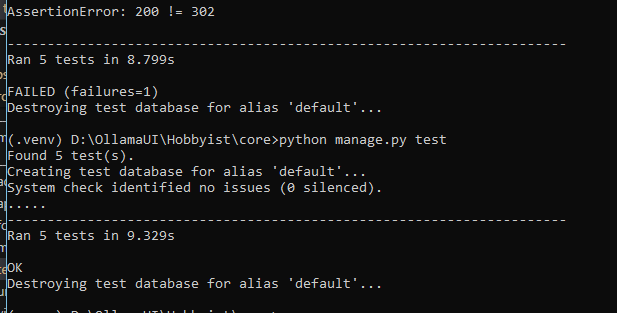 AssertionError: 200 != 302
----------------------------------------------------------------------
Ran 5 tests in 8.799s
FAILED (failures=1)
Destroying test database for alias 'default'...
(.venv) D:\OllamaUI\Hobbyist\core>python manage.py test
Found 5 test(s).
Creating test database for alias 'default'...
System check identified no issues (0 silenced).
.....
----------------------------------------------------------------------
Ran 5 tests in 9.329s
OK
Destroying test database for alias 'default'...